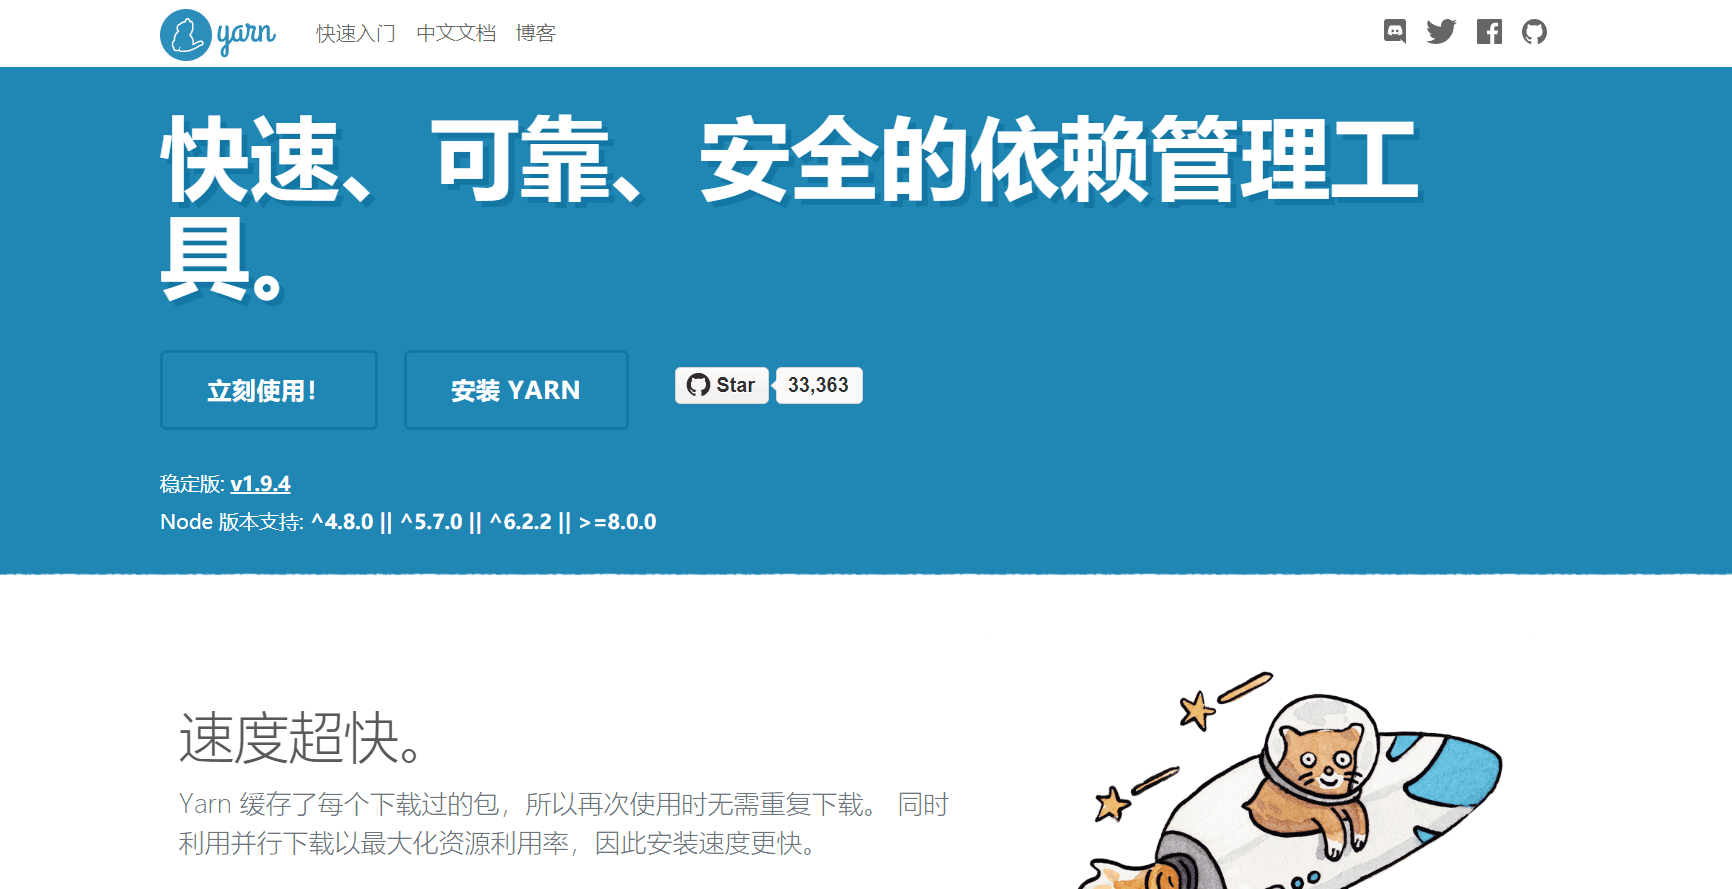 yarn 快速入门 中文文档 博客
快速、可靠、安全的依赖管理工
具。
立刻使用！ 安装 YARN Star 33,363
稳定版: v1.9.4
Node 版本支持: ^4.8.0 || ^5.7.0 || ^6.2.2 || >=8.0.0
速度超快。
Yarn 缓存了每个下载过的包，所以再次使用时无需重复下载。 同时
利用并行下载以最大化资源利用率，因此安装速度更快。